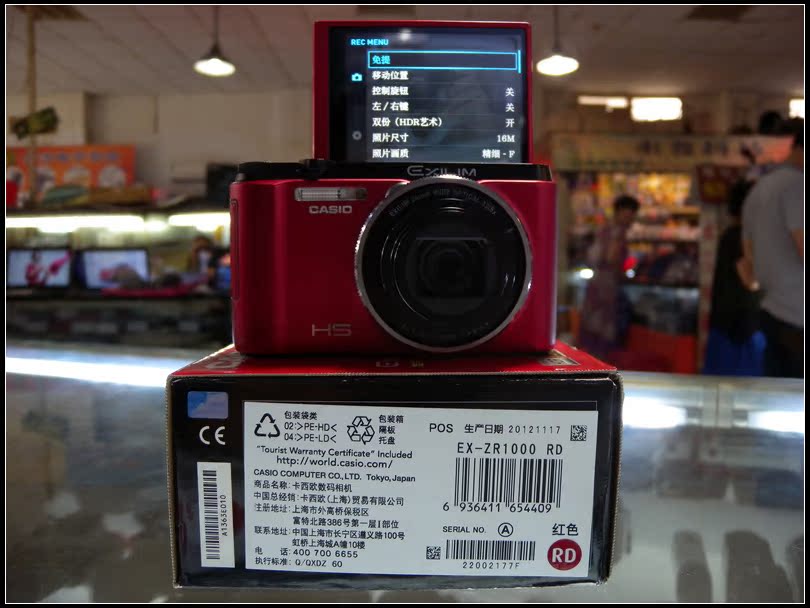 REC MENU
免提
移动位置
控制旋钮 关
左/右键 关
双份(HDR艺术) 开
照片尺寸 16M
照片画质 精细-F
EXILIM
CASIO
HS
包装袋类
02:>PE-HD<
04:>PE-LD<
包装箱
隔板
托盘
POS 生产日期 20121117
CE
"Tourist Warranty Certificate" Included
http://world.casio.com/
CASIO COMPUTER CO.,LTD. Tokyo,Japan
商品名称:卡西欧数码相机
中国总经销:卡西欧(上海)贸易有限公司
注册地址:上海市外高桥保税区
富特北路386号第一层I部位
联系地址:中国上海市长宁区遵义路100号
虹桥上海城A幢10楼
电 话:400 700 6655
执行标准:Q/QXDZ 60
A1363E010
EX-ZR1000 RD
6 936411 654409
SERIAL NO. A
22002177F
红色
RD